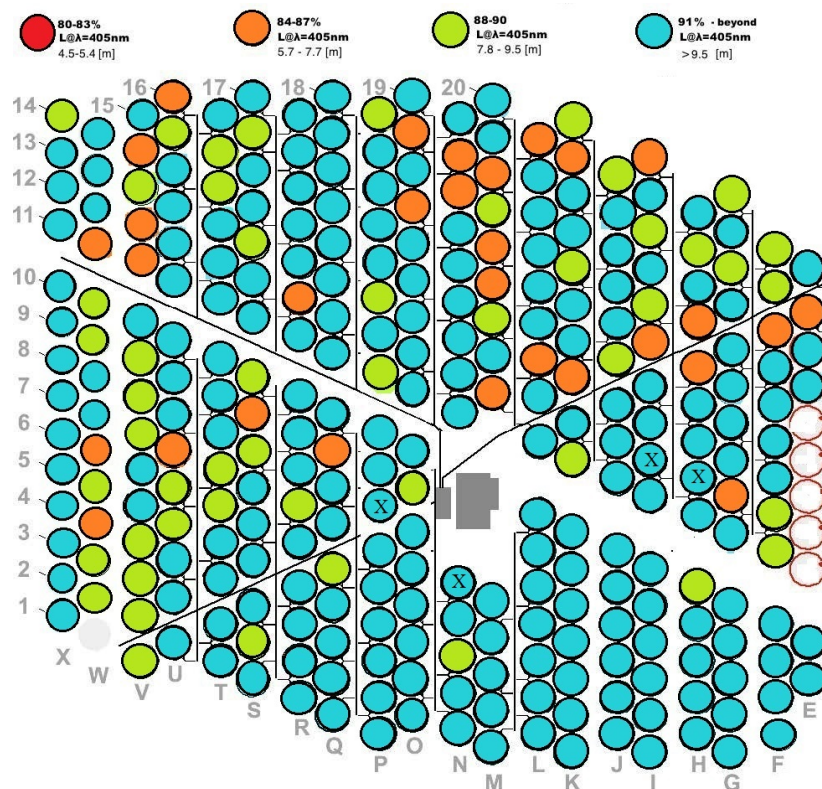 80-83%
L@λ=405nm
4.5-5.4 [m]
84-87%
L@λ=405nm
5.7 - 7.7 [m]
88-90
L@λ=405nm
7.8 - 9.5 [m]
91% - beyond
L@λ=405nm
>9.5 [m]
16 17 18 19 20
14 15
13
12
11
10
9
8
7
6
5
4
3
2
1
X
X
X
X
X W V U T S R Q P O N M L K J I H G F E